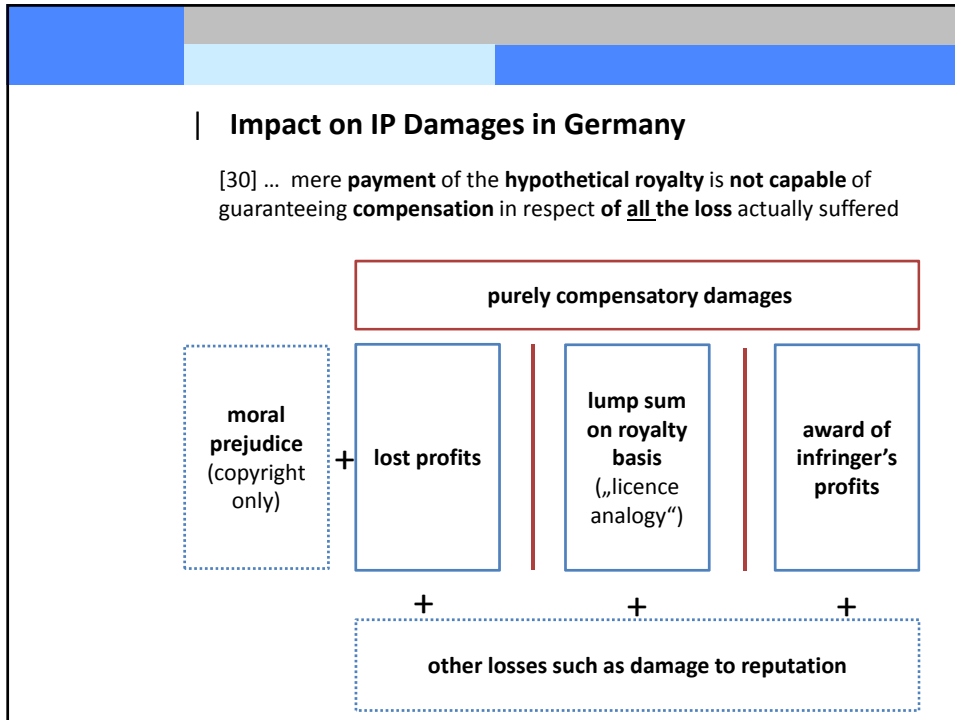 | Impact on IP Damages in Germany
[30] … mere payment of the hypothetical royalty is not capable of
guaranteeing compensation in respect of all the loss actually suffered
purely compensatory damages
moral
prejudice
(copyright
only)
+
lost profits
lump sum
on royalty
basis
(„licence
analogy“)
award of
infringer’s
profits
+ + +
other losses such as damage to reputation